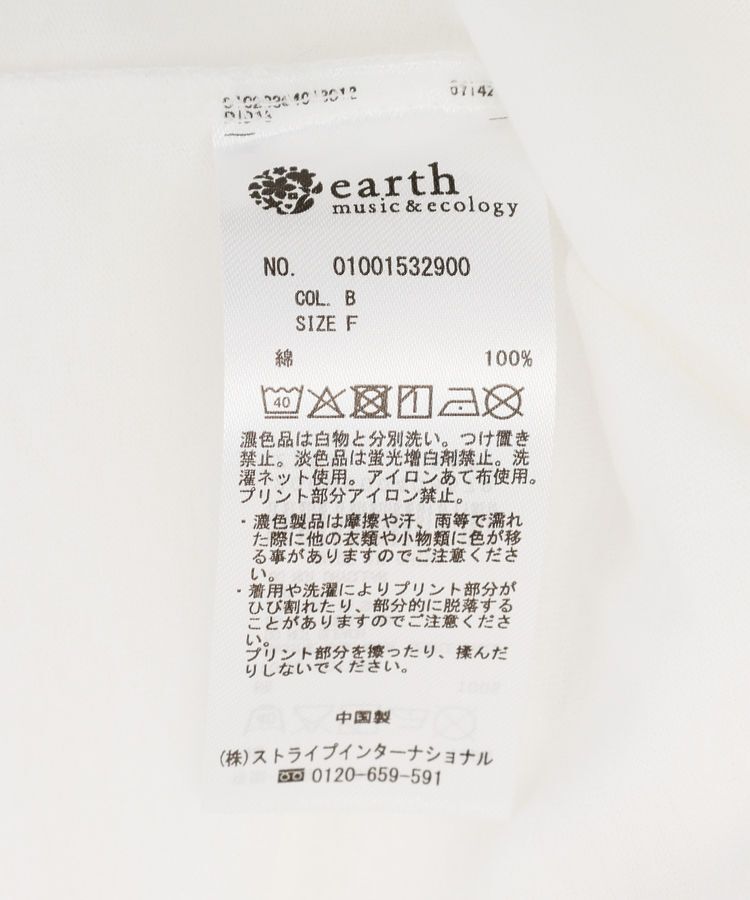 earth
music&ecology
NO. 01001532900
COL. B
SIZE F
綿 100%
40
濃色品は白物と分別洗い。つけ置き
禁止。淡色品は蛍光増白剤禁止。洗
濯ネット使用。アイロンあて布使用。
プリント部分アイロン禁止。
・濃色製品は摩擦や汗、雨等で濡れ
た際に他の衣類や小物類に色が移
る事がありますのでご注意くださ
い。
・着用や洗濯によりプリント部分が
ひび割れたり、部分的に脱落する
ことがありますのでご注意くださ
い。
プリント部分を擦ったり、揉んだ
りしないでください。
中国製
(株)ストライプインターナショナル
0120-659-591